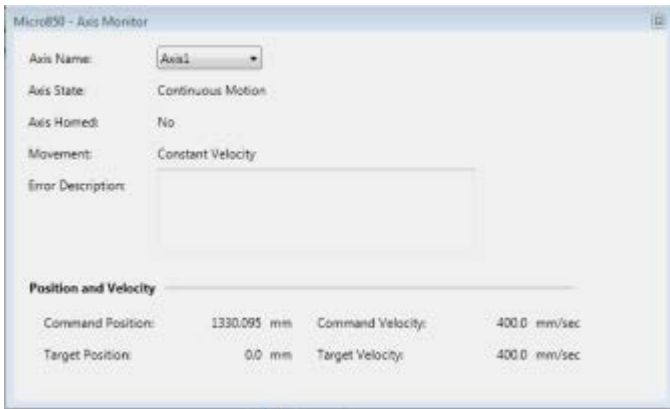 Micro850 - Axis Monitor
Axis Name: Axis1
Axis State: Continuous Motion
Axis Homed: No
Movement: Constant Velocity
Error Description:
Position and Velocity
Command Position: 1330.095 mm Command Velocity: 400.0 mm/sec
Target Position: 0.0 mm Target Velocity: 400.0 mm/sec